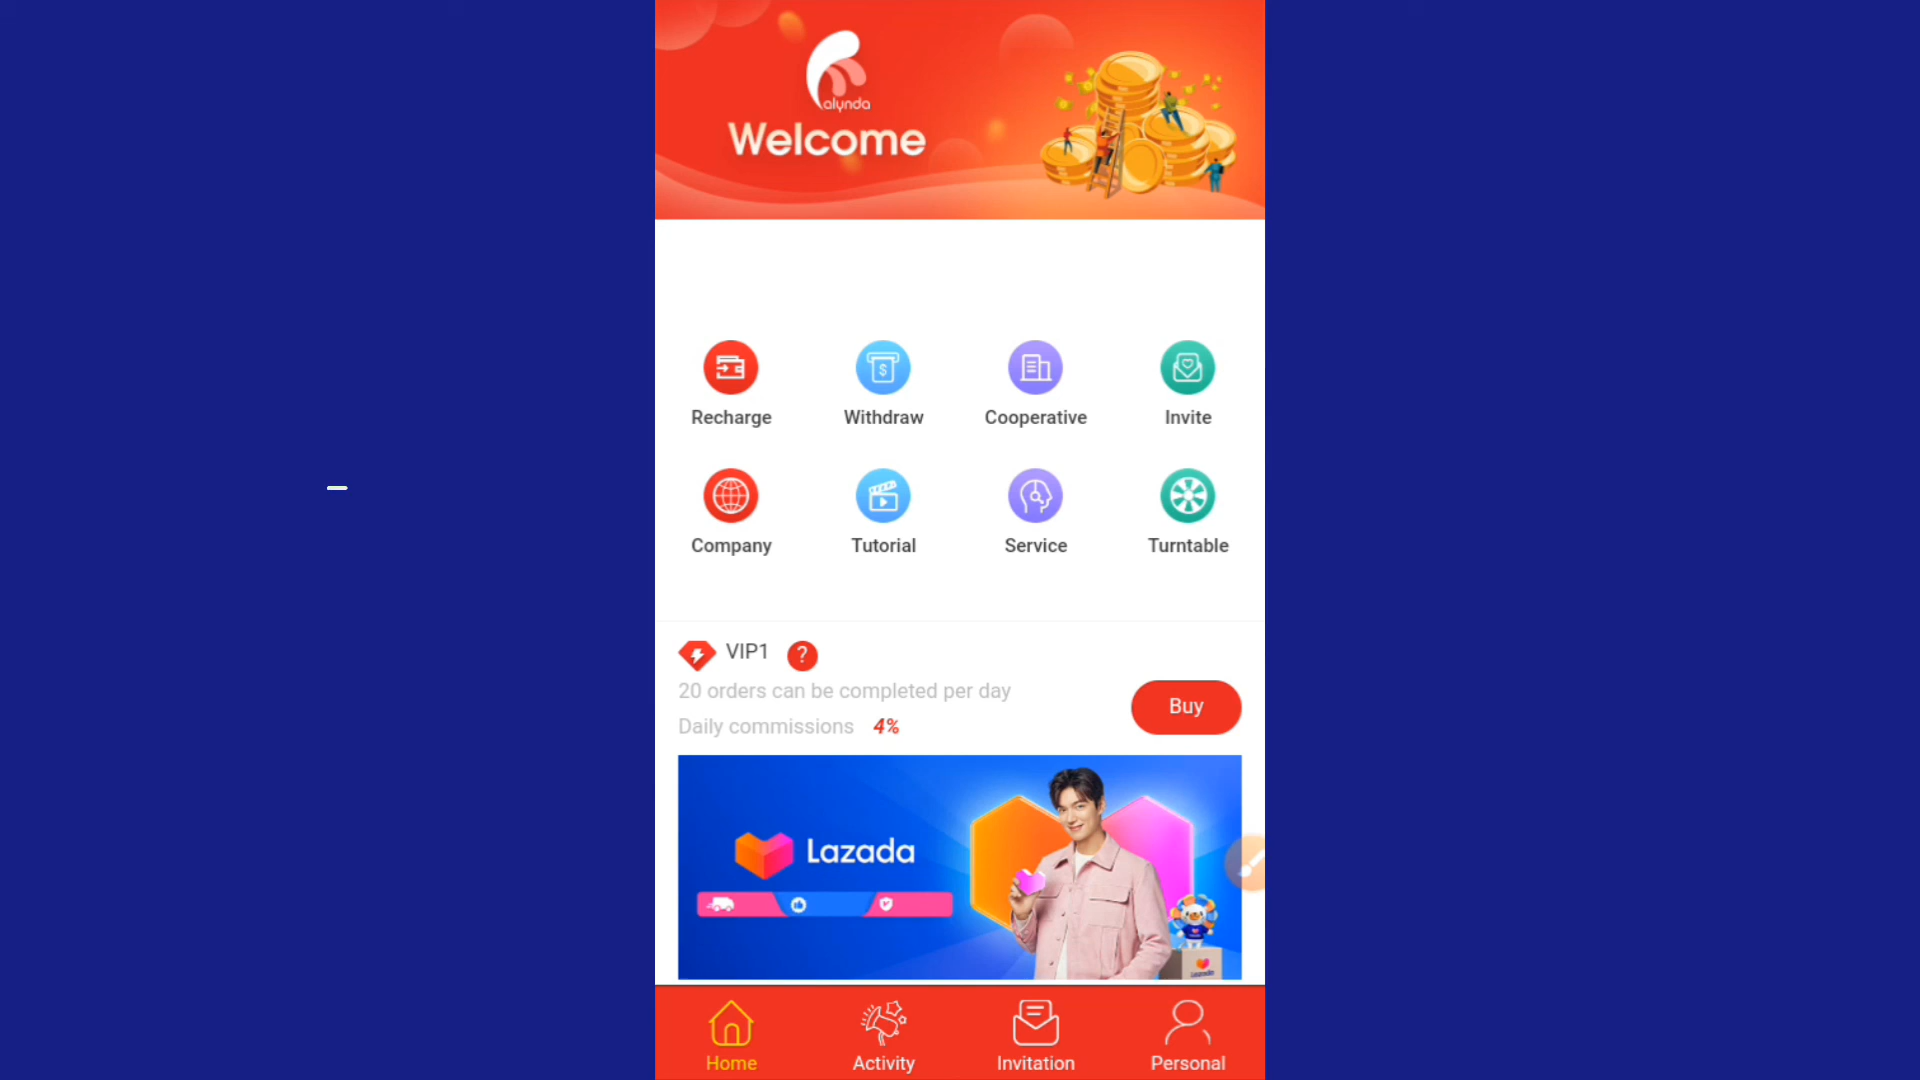 alynda
Welcome
Recharge
Withdraw
Cooperative
Invite
Company
Tutorial
Service
Turntable
VIP1 ?
20 orders can be completed per day
Daily commissions 4%
Buy
Lazada
Home
Activity
Invitation
Personal